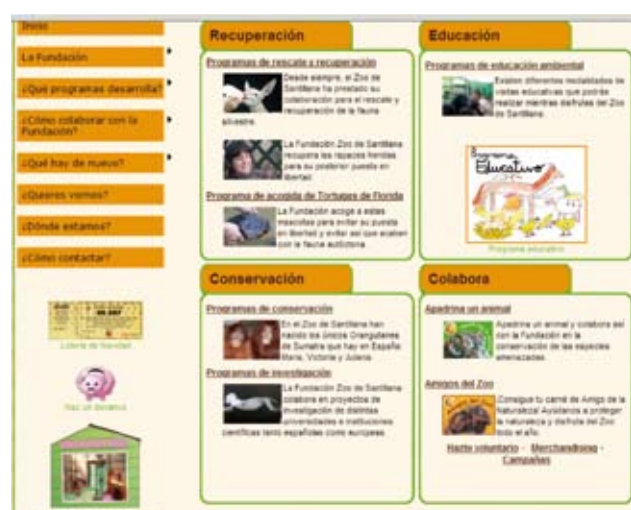 Inicio
La Fundación
¿Qué programas desarrolla?
¿Cómo colaborar con la
Fundación?
¿Qué hay de nuevo?
¿Quieres vernos?
¿Dónde estamos?
¿Cómo contactar?
Lotería de Navidad
Haz un donativo
Recuperación
Programas de rescate y recuperación
Desde siempre, el Zoo de
Santillana ha prestado su
colaboración para el rescate y
recuperación de la fauna
silvestre.
La Fundación Zoo de Santillana
recupera las rapaces heridas
para su posterior puesta en
libertad.
Programa de acogida de Tortugas de Florida
La Fundación acoge a estas
mascotas para evitar su puesta
en libertad y evitar así que acaben
con la fauna autóctona.
Educación
Programas de educación ambiental
Existen diferentes modalidades de
visitas educativas que podrás
realizar mientras disfrutas del Zoo
de Santillana.
Programa
Educativo
Programa educativo
Conservación
Programas de conservación
En el Zoo de Santillana han
nacido los únicos Orangutanes
de Sumatra que hay en España:
María, Victoria y Juliana.
Programas de investigación
La Fundación Zoo de Santillana
colabora en proyectos de
investigación de distintas
universidades e instituciones
científicas tanto españolas como europeas.
Colabora
Apadrina un animal
Apadrina un animal y colabora así
con la Fundación en la
conservación de las especies
amenazadas.
Amigos del Zoo
Amigos del Zoo
¡Consigue tu carné de Amigo de la
Naturaleza! Ayúdanos a proteger
la naturaleza y disfruta del Zoo
todo el año.
Hazte voluntario - Merchandising -
Campañas